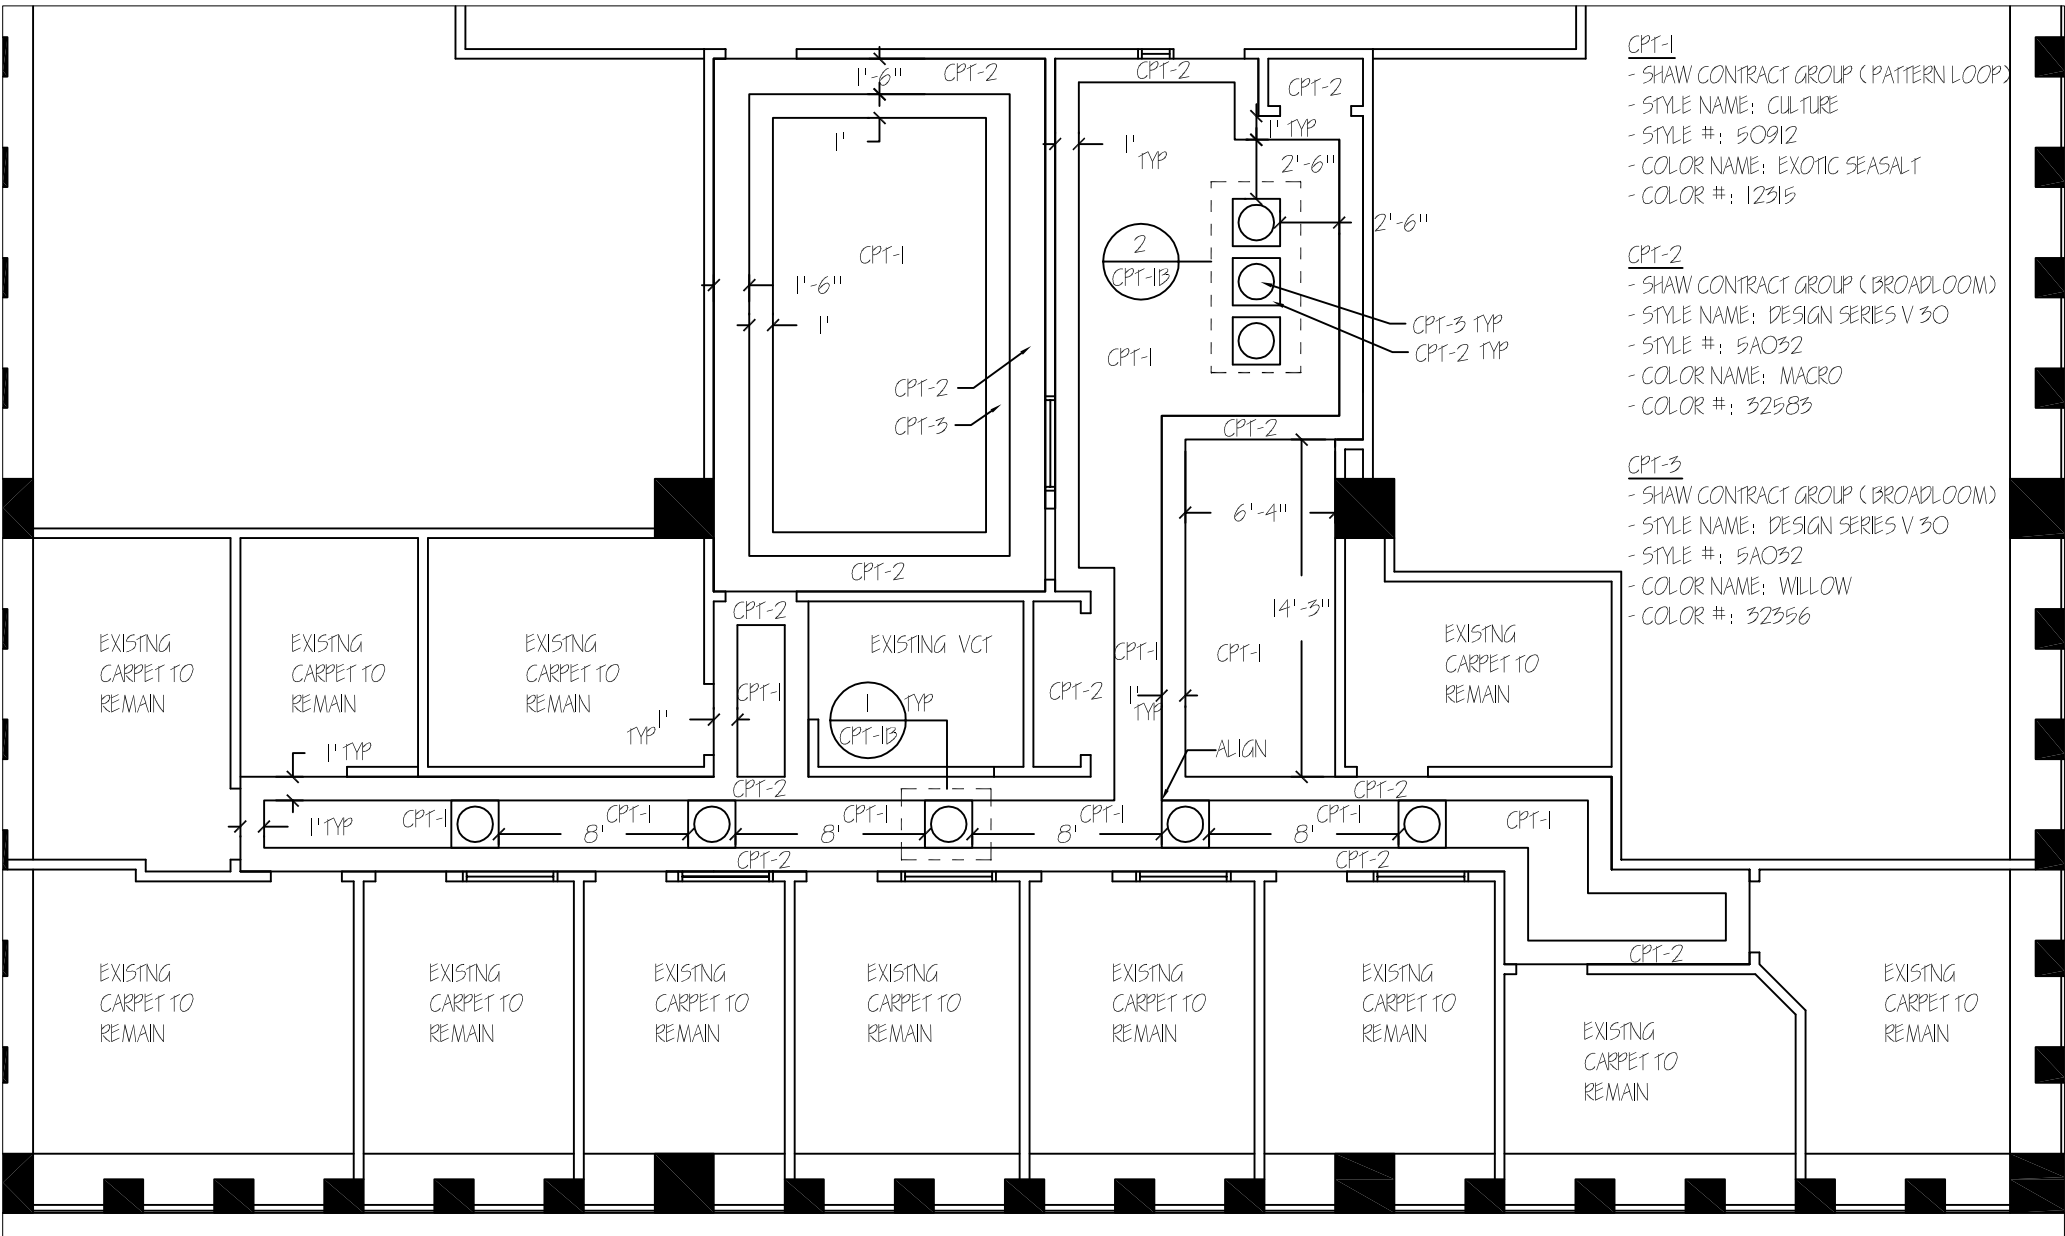 CPT-1
- SHAW CONTRACT GROUP (PATTERN LOOP)
- STYLE NAME: CULTURE
- STYLE #: 50912
- COLOR NAME: EXOTIC SEASALT
- COLOR #: 12315
CPT-2
- SHAW CONTRACT GROUP (BROADLOOM)
- STYLE NAME: DESIGN SERIES V 30
- STYLE #: 5A032
- COLOR NAME: MACRO
- COLOR #: 32583
CPT-3
- SHAW CONTRACT GROUP (BROADLOOM)
- STYLE NAME: DESIGN SERIES V 30
- STYLE #: 5A032
- COLOR NAME: WILLOW
- COLOR #: 32356
1'-6"
CPT-2
1'
CPT-1
1'-6"
1'
CPT-2
CPT-3
CPT-2
CPT-2
CPT-2
1' TYP
1'
TYP
2'-6"
2'-6"
2
CPT-1B
CPT-3 TYP
CPT-2 TYP
CPT-1
CPT-2
6'-4"
14'-3"
CPT-1
CPT-1
1'
TYP
ALIGN
CPT-2
EXISTING VCT
CPT-2
CPT-1
1'
TYP
1
TYP
CPT-1B
EXISTNG
CARPET TO
REMAIN
EXISTNG
CARPET TO
REMAIN
EXISTNG
CARPET TO
REMAIN
EXISTNG
CARPET TO
REMAIN
1' TYP
CPT-2
CPT-2
1' TYP
CPT-1
8'
CPT-1
8'
CPT-1
8'
CPT-1
8'
CPT-1
CPT-1
CPT-2
CPT-2
CPT-2
EXISTNG
CARPET TO
REMAIN
EXISTNG
CARPET TO
REMAIN
EXISTNG
CARPET TO
REMAIN
EXISTNG
CARPET TO
REMAIN
EXISTNG
CARPET TO
REMAIN
EXISTNG
CARPET TO
REMAIN
EXISTNG
CARPET TO
REMAIN
EXISTNG
CARPET TO
REMAIN